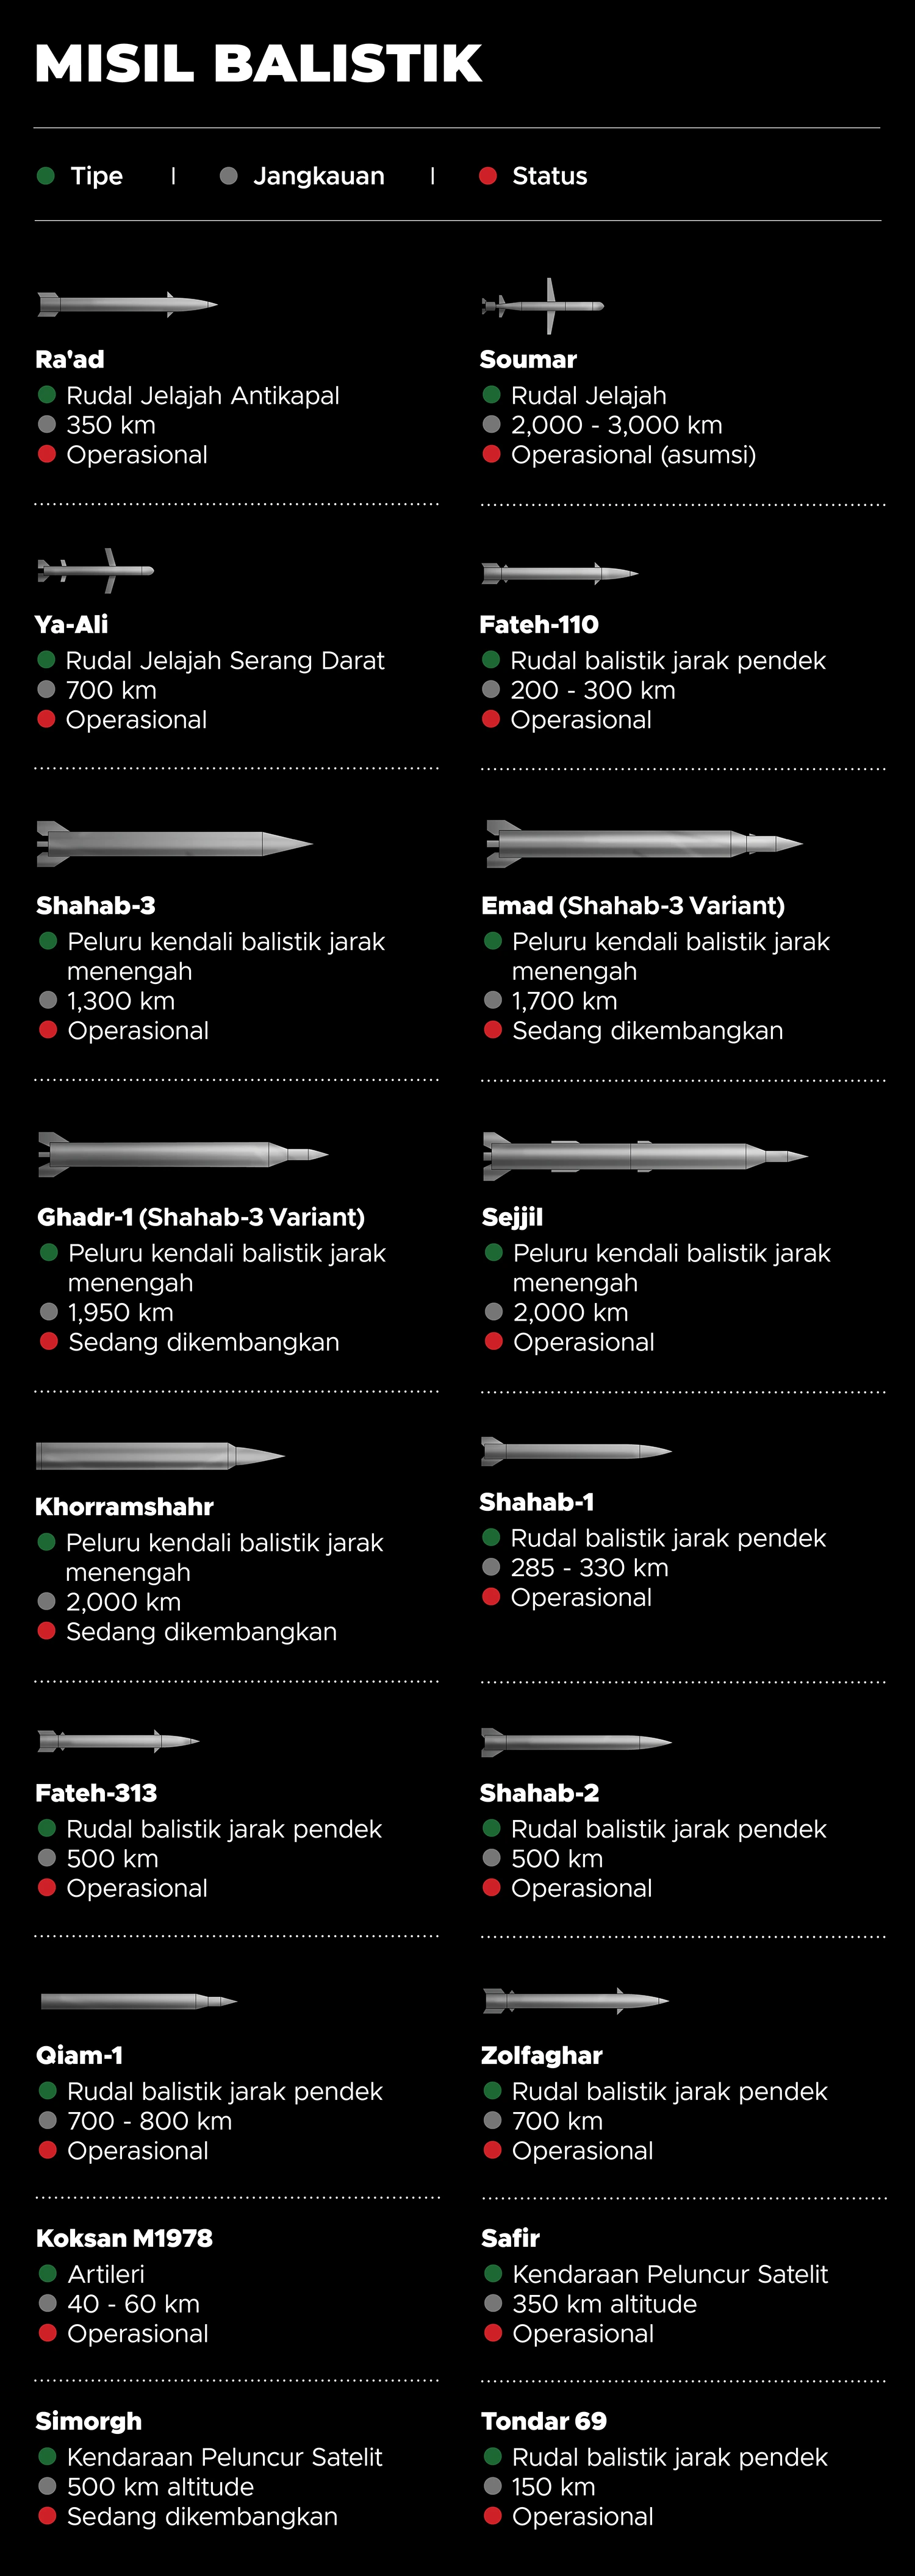 MISIL BALISTIK
Tipe | Jangkauan | Status
Ra'ad
Rudal Jelajah Antikapal
350 km
Operasional
Soumar
Rudal Jelajah
2,000 - 3,000 km
Operasional (asumsi)
Ya-Ali
Rudal Jelajah Serang Darat
700 km
Operasional
Fateh-110
Rudal balistik jarak pendek
200 - 300 km
Operasional
Shahab-3
Peluru kendali balistik jarak
menengah
1,300 km
Operasional
Emad (Shahab-3 Variant)
Peluru kendali balistik jarak
menengah
1,700 km
Sedang dikembangkan
Ghadr-1 (Shahab-3 Variant)
Peluru kendali balistik jarak
menengah
1,950 km
Sedang dikembangkan
Sejjil
Peluru kendali balistik jarak
menengah
2,000 km
Operasional
Khorramshahr
Peluru kendali balistik jarak
menengah
2,000 km
Sedang dikembangkan
Shahab-1
Rudal balistik jarak pendek
285 - 330 km
Operasional
Fateh-313
Rudal balistik jarak pendek
500 km
Operasional
Shahab-2
Rudal balistik jarak pendek
500 km
Operasional
Qiam-1
Rudal balistik jarak pendek
700 - 800 km
Operasional
Zolfaghar
Rudal balistik jarak pendek
700 km
Operasional
Koksan M1978
Artileri
40 - 60 km
Operasional
Safir
Kendaraan Peluncur Satelit
350 km altitude
Operasional
Simorgh
Kendaraan Peluncur Satelit
500 km altitude
Sedang dikembangkan
Tondar 69
Rudal balistik jarak pendek
150 km
Operasional